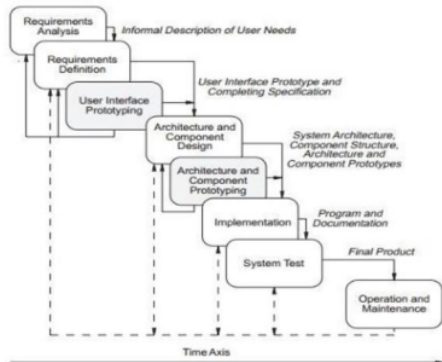 Requirements
Analysis
Informal Description of User Needs
Requirements
Definition
User Interface Prototype and
Completing Specification
User Interface
Prototyping
Architecture and
Component
Design
System Architecture,
Component Structure,
Architecture and
Component Prototypes
Architecture and
Component
Prototyping
Implementation
Program and
Documentation
System Test
Final Product
Operation and
Maintenance
Time Axis